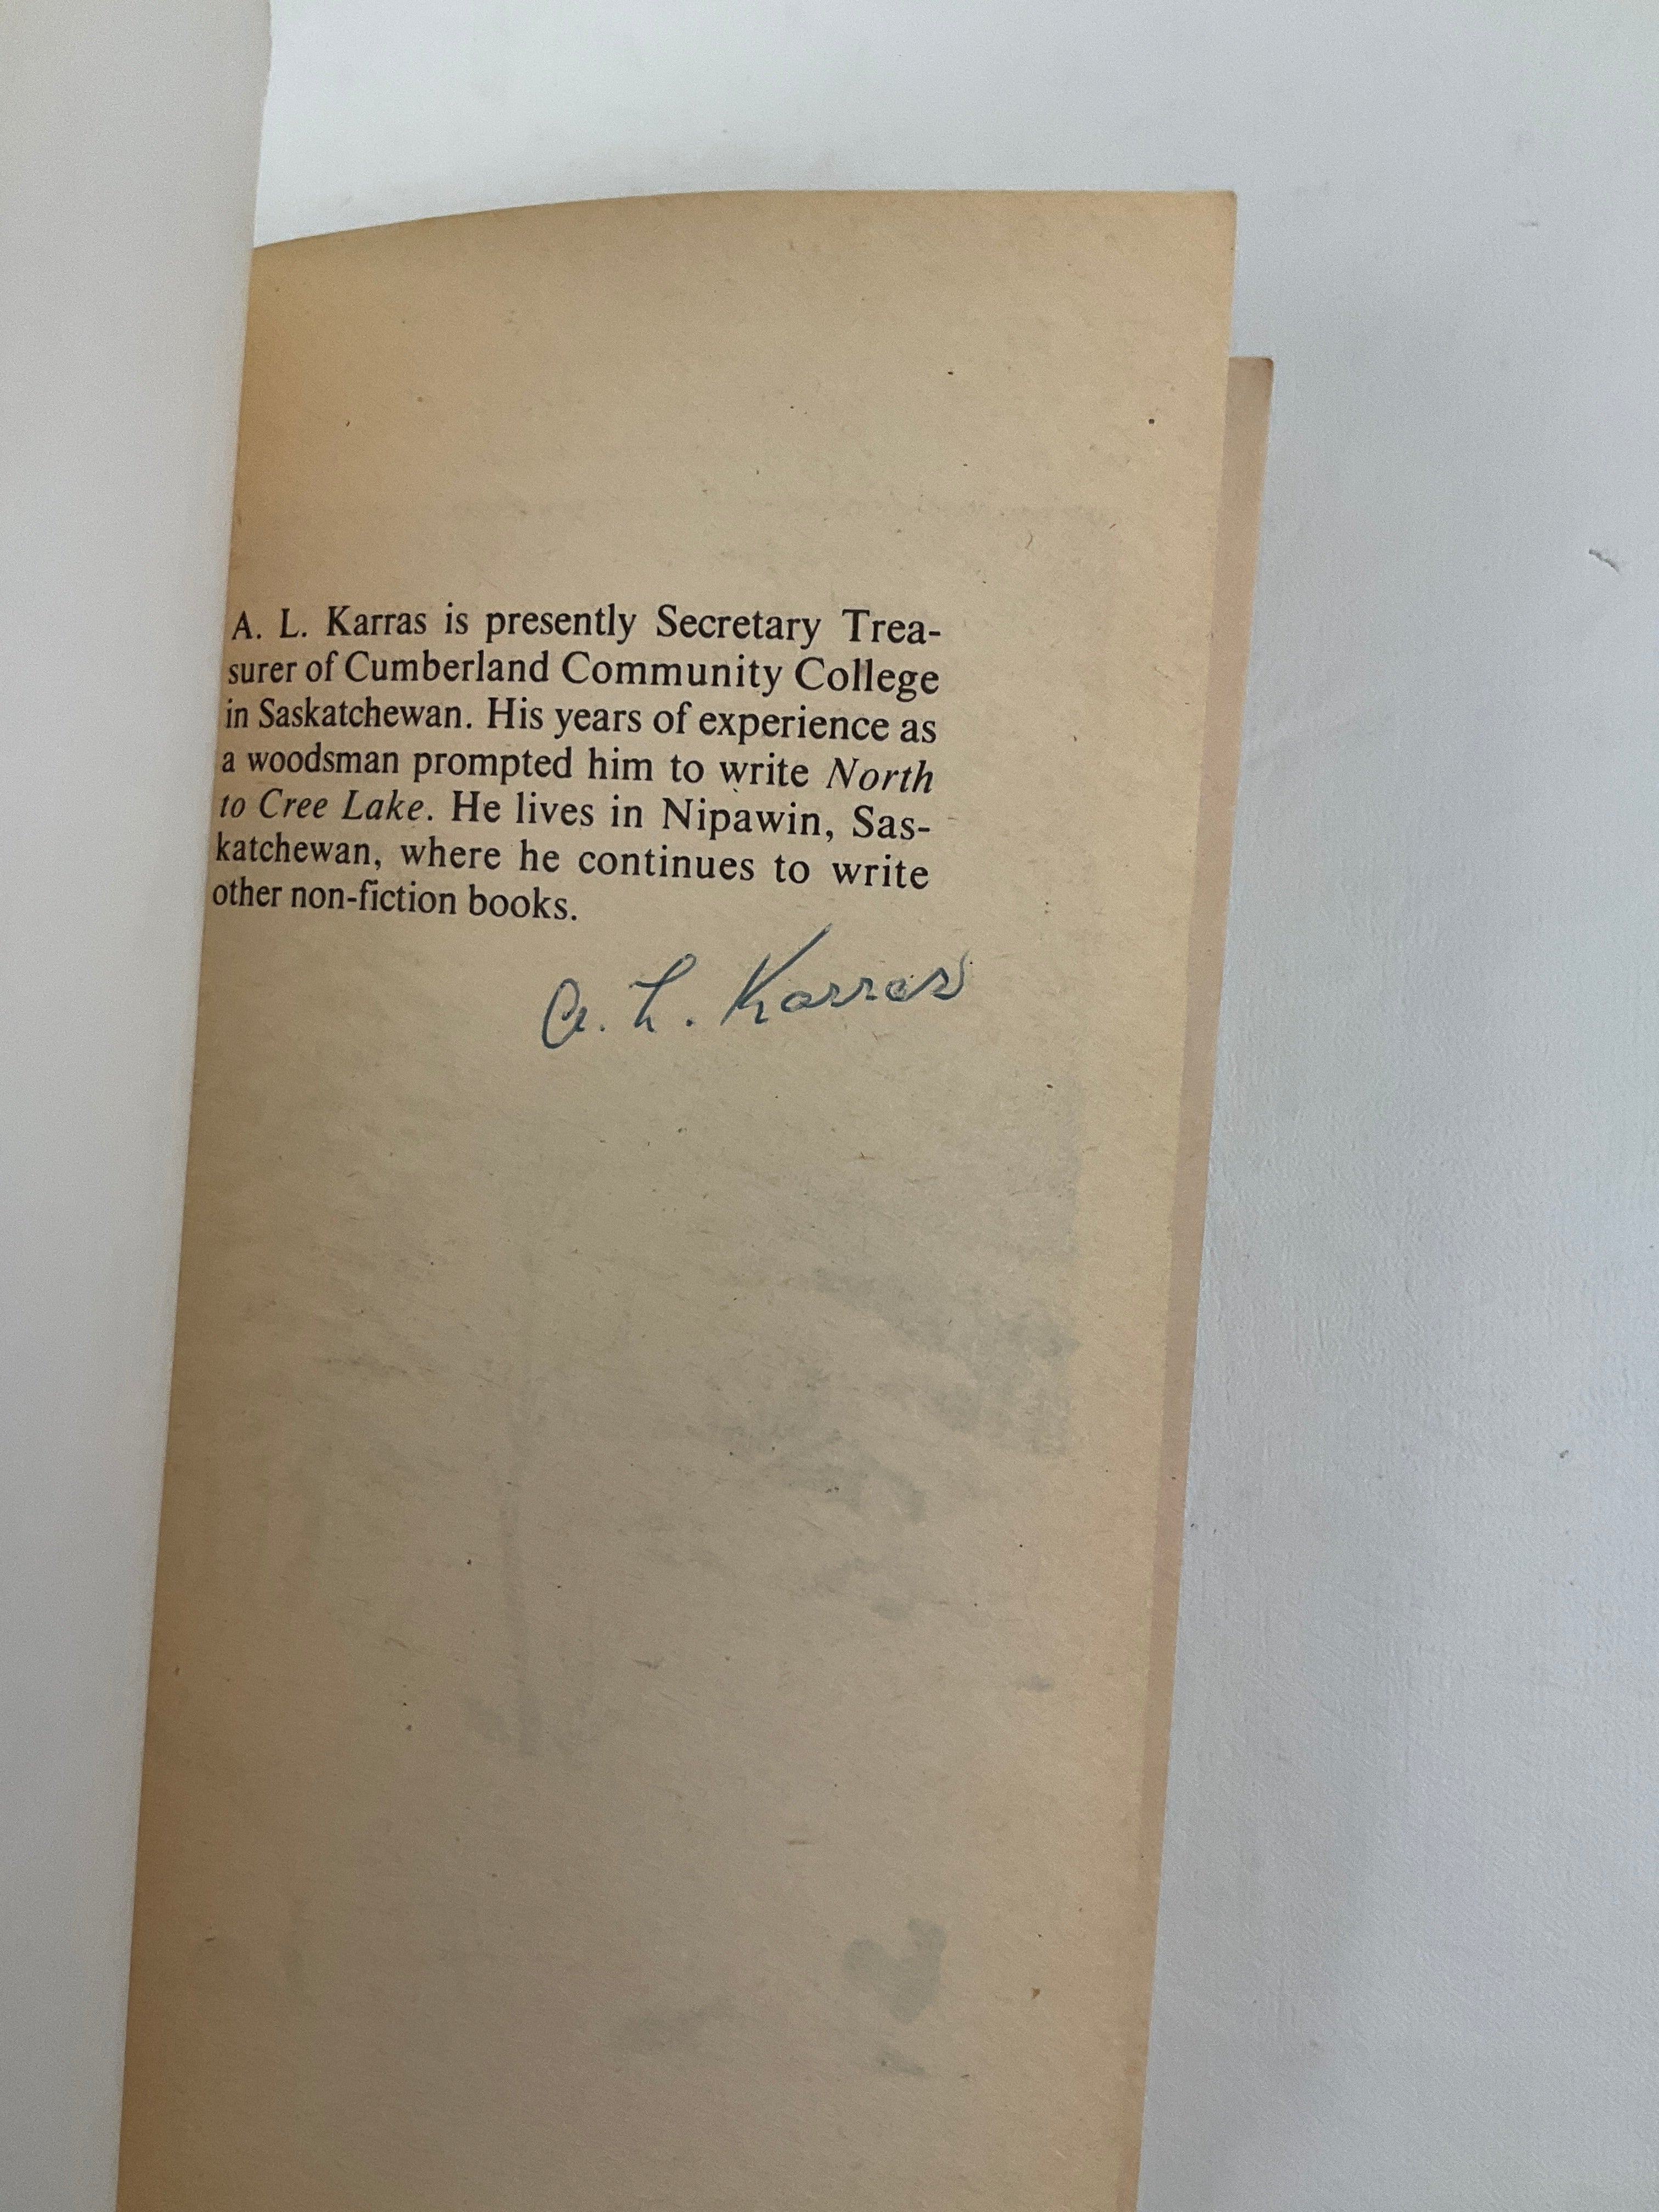 A. L. Karras is presently Secretary Trea-
surer of Cumberland Community College
in Saskatchewan. His years of experience as
a woodsman prompted him to write North
to Cree Lake. He lives in Nipawin, Sas-
katchewan, where he continues to write
other non-fiction books.
A. L. Karras